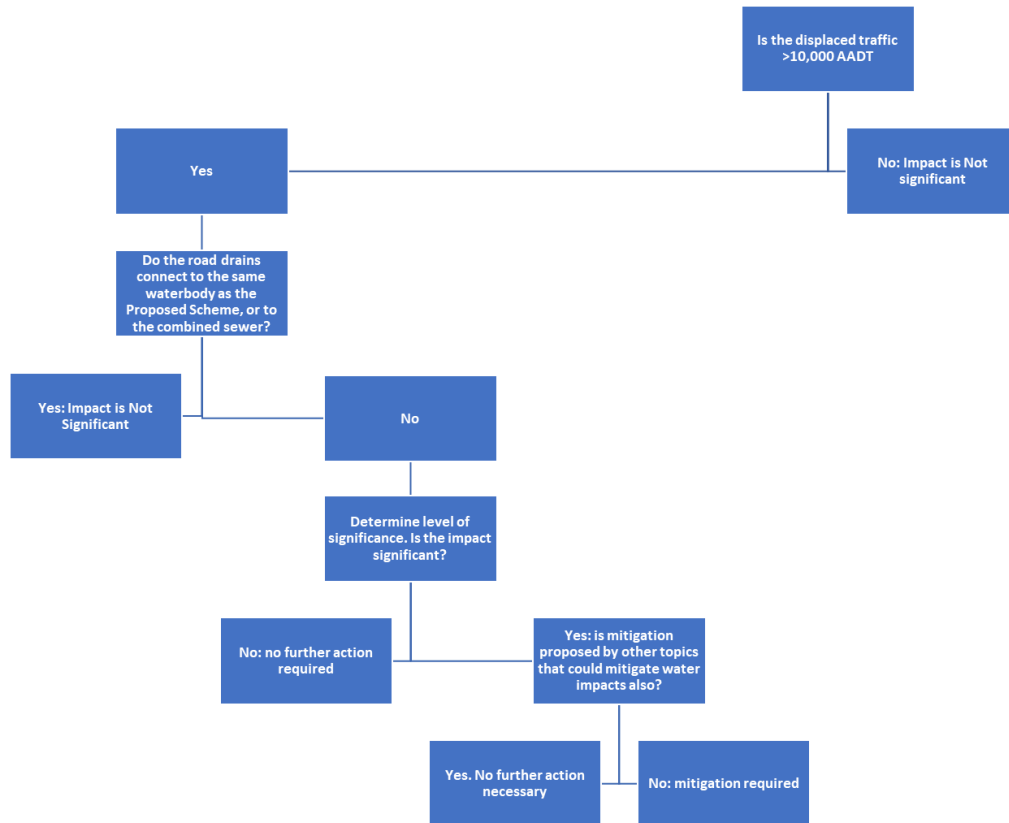 Is the displaced traffic
>10,000 AADT
Yes
No: Impact is Not
significant
Do the road drains
connect to the same
waterbody as the
Proposed Scheme, or to
the combined sewer?
Yes: Impact is Not
Significant
No
Determine level of
significance. Is the impact
significant?
No: no further action
required
Yes: is mitigation
proposed by other topics
that could mitigate water
impacts also?
Yes. No further action
necessary
No: mitigation required